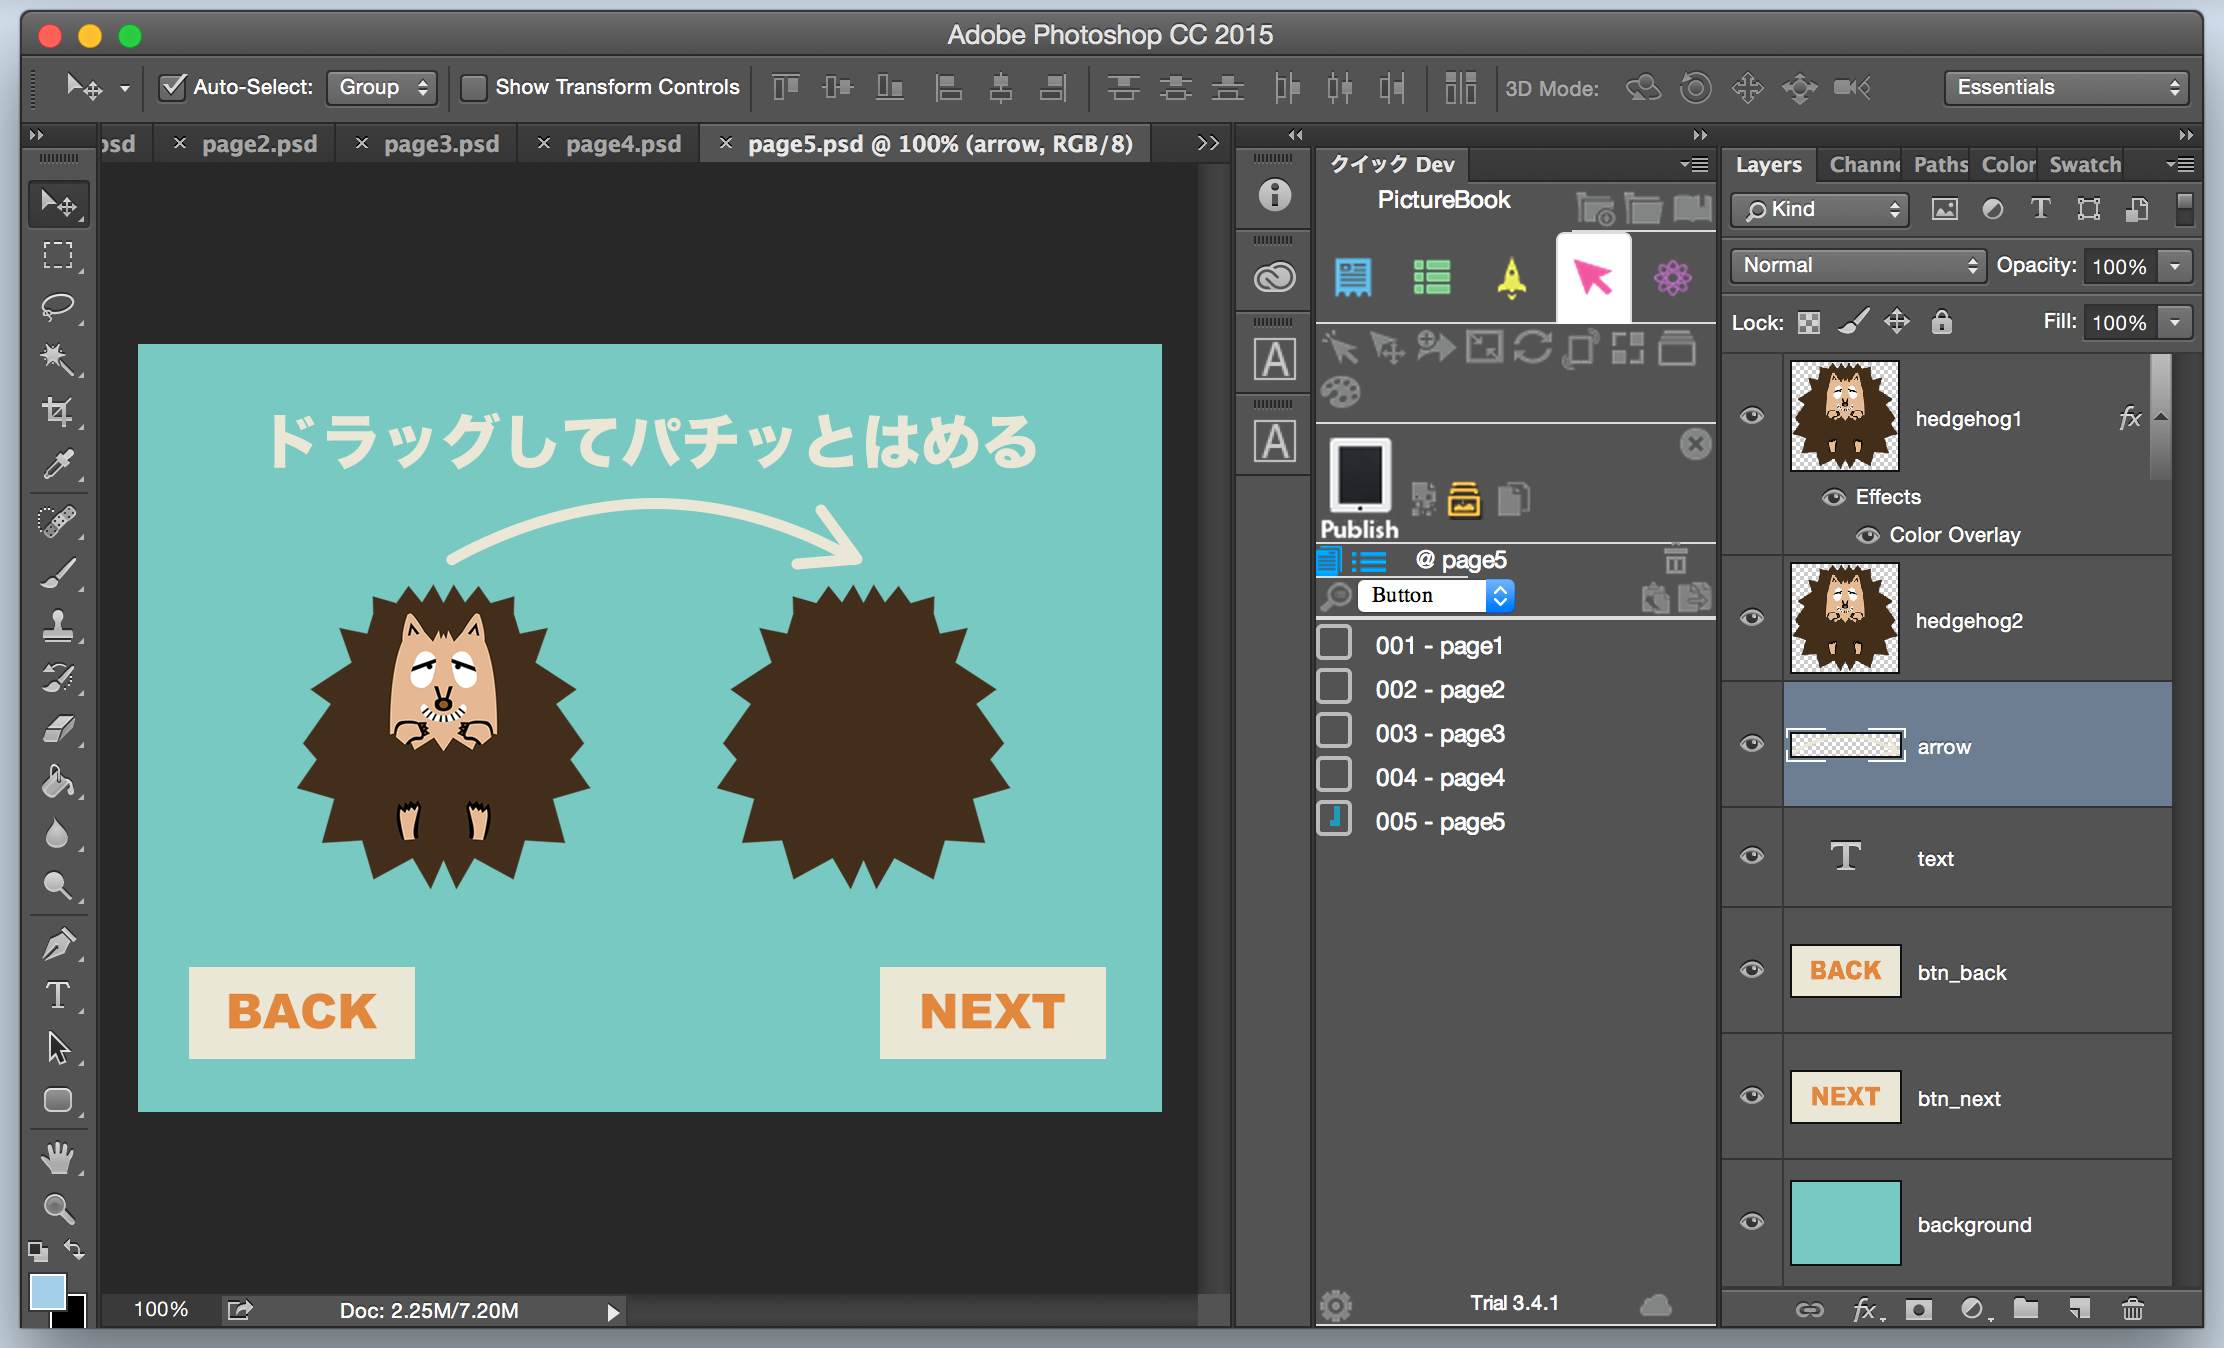 Adobe Photoshop CC 2015
Auto-Select: Group Show Transform Controls 3D Mode: Essentials
psd × page2.psd × page3.psd × page4.psd × page5.psd @ 100% (arrow, RGB/8)
ドラッグしてパチッとはめる
BACK NEXT
100% Doc: 2.25M/7.20M
A
A
クイック Dev
PictureBook
Publish
@ page5
Button
001 - page1
002 - page2
003 - page3
004 - page4
005 - page5
Trial 3.4.1
Layers Channe Paths Color Swatch
Kind
Normal Opacity: 100%
Lock: Fill: 100%
hedgehog1 fx
Effects
Color Overlay
hedgehog2
arrow
text
BACK btn_back
NEXT btn_next
background
fx